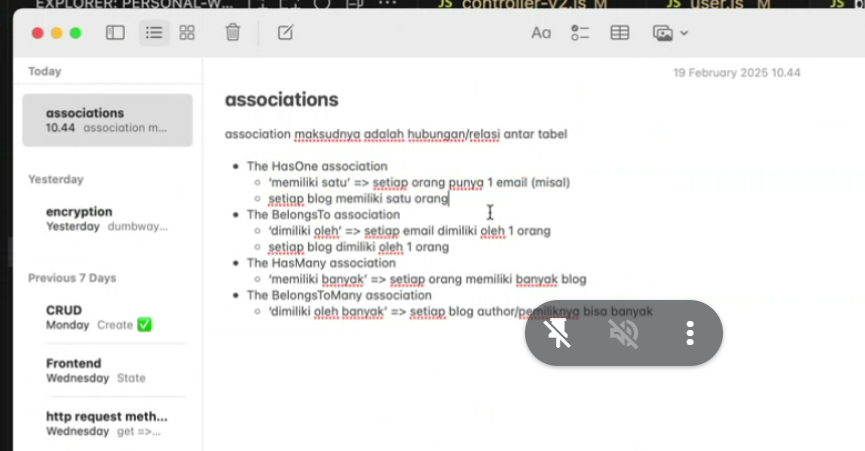 EXPLORER: PERSONAL-W...
JS controller-v2.js M
JS user.js M
JS
Today
associations
10.44 association m...
Yesterday
encryption
Yesterday dumbway...
Previous 7 Days
CRUD
Monday Create ✅
Frontend
Wednesday State
http request meth...
Wednesday get =>...
Aa
19 February 2025 10.44
associations
association maksudnya adalah hubungan/relasi antar tabel
The HasOne association
‘memiliki satu’ => setiap orang punya 1 email (misal)
setiap blog memiliki satu orang
The BelongsTo association
‘dimiliki oleh’ => setiap email dimiliki oleh 1 orang
setiap blog dimiliki oleh 1 orang
The HasMany association
‘memiliki banyak’ => setiap orang memiliki banyak blog
The BelongsToMany association
‘dimiliki oleh banyak’ => setiap blog author/pemiliknya bisa banyak